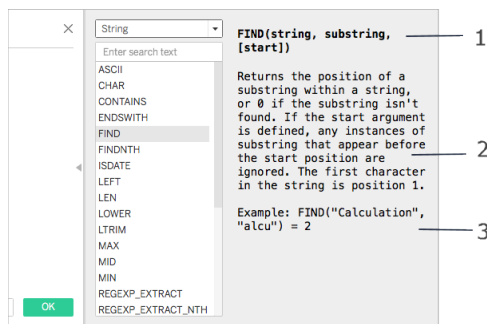 String
Enter search text
ASCII
CHAR
CONTAINS
ENDSWITH
FIND
FINDNTH
ISDATE
LEFT
LEN
LOWER
LTRIM
MAX
MID
MIN
REGEXP_EXTRACT
REGEXP_EXTRACT_NTH
OK
FIND(string, substring,
[start])
1
Returns the position of a
substring within a string,
or 0 if the substring isn't
found. If the start argument
is defined, any instances of
substring that appear before
the start position are
ignored. The first character
in the string is position 1.
2
Example: FIND("Calculation",
"alcu") = 2
3